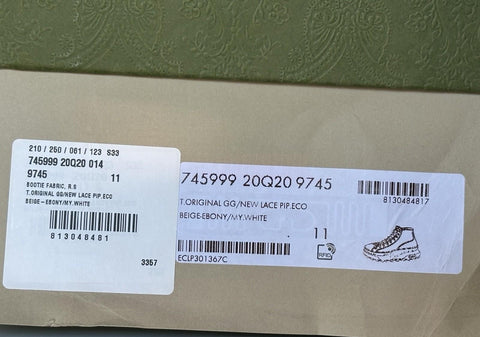 210 / 250 / 061 / 123 S33
745999 20Q20 014
9745 11
BOOTIE FABRIC, R.S
T.ORIGINAL GG/NEW LACE PIP.ECO
BEIGE-EBONY/MY.WHITE
813048481
3357
745999 20Q20 9745
8130484817
T.ORIGINAL GG/NEW LACE PIP.ECO
BEIGE-EBONY/MY.WHITE
11
RFID
ECLP301367C